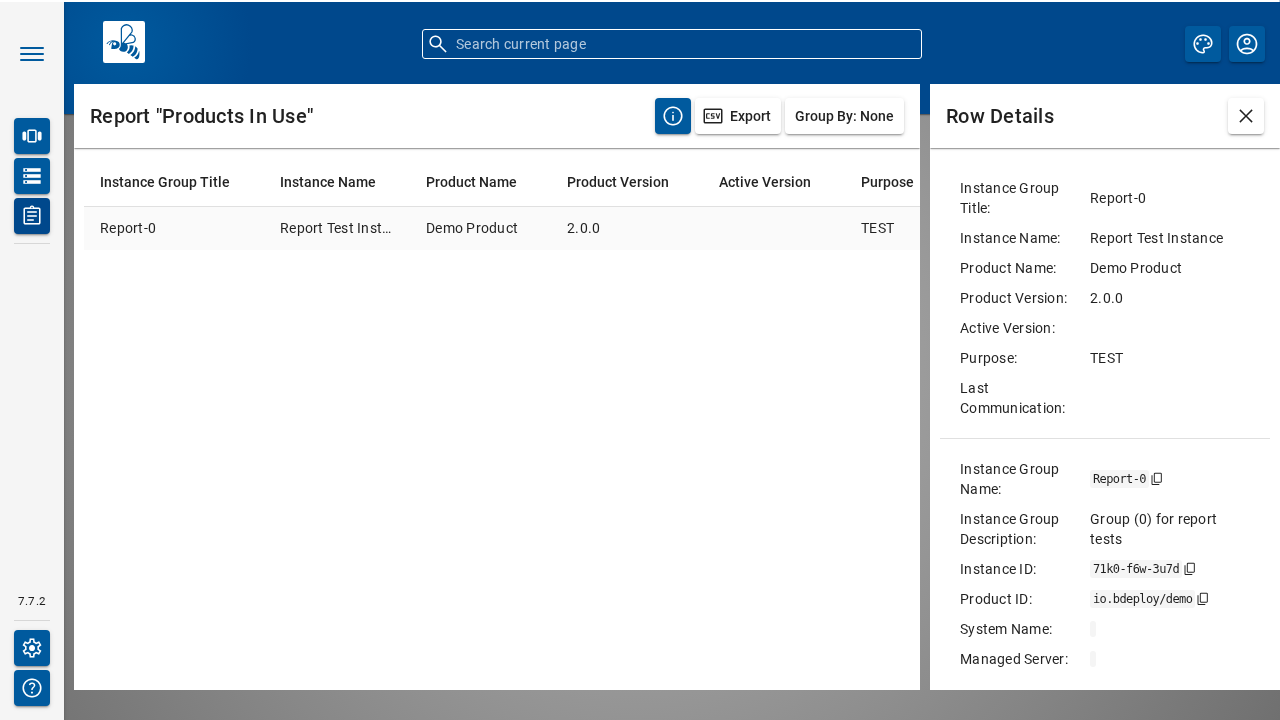 Search current page
Report "Products In Use"
CSV Export
Group By: None
Row Details
Instance Group Title Instance Name Product Name Product Version Active Version Purpose
Report-0 Report Test Inst… Demo Product 2.0.0 TEST
Instance Group
Title: Report-0
Instance Name: Report Test Instance
Product Name: Demo Product
Product Version: 2.0.0
Active Version:
Purpose: TEST
Last
Communication:
Instance Group
Name: Report-0
Instance Group
Description: Group (0) for report
tests
Instance ID: 71k0-f6w-3u7d
Product ID: io.bdeploy/demo
System Name:
Managed Server:
7.7.2